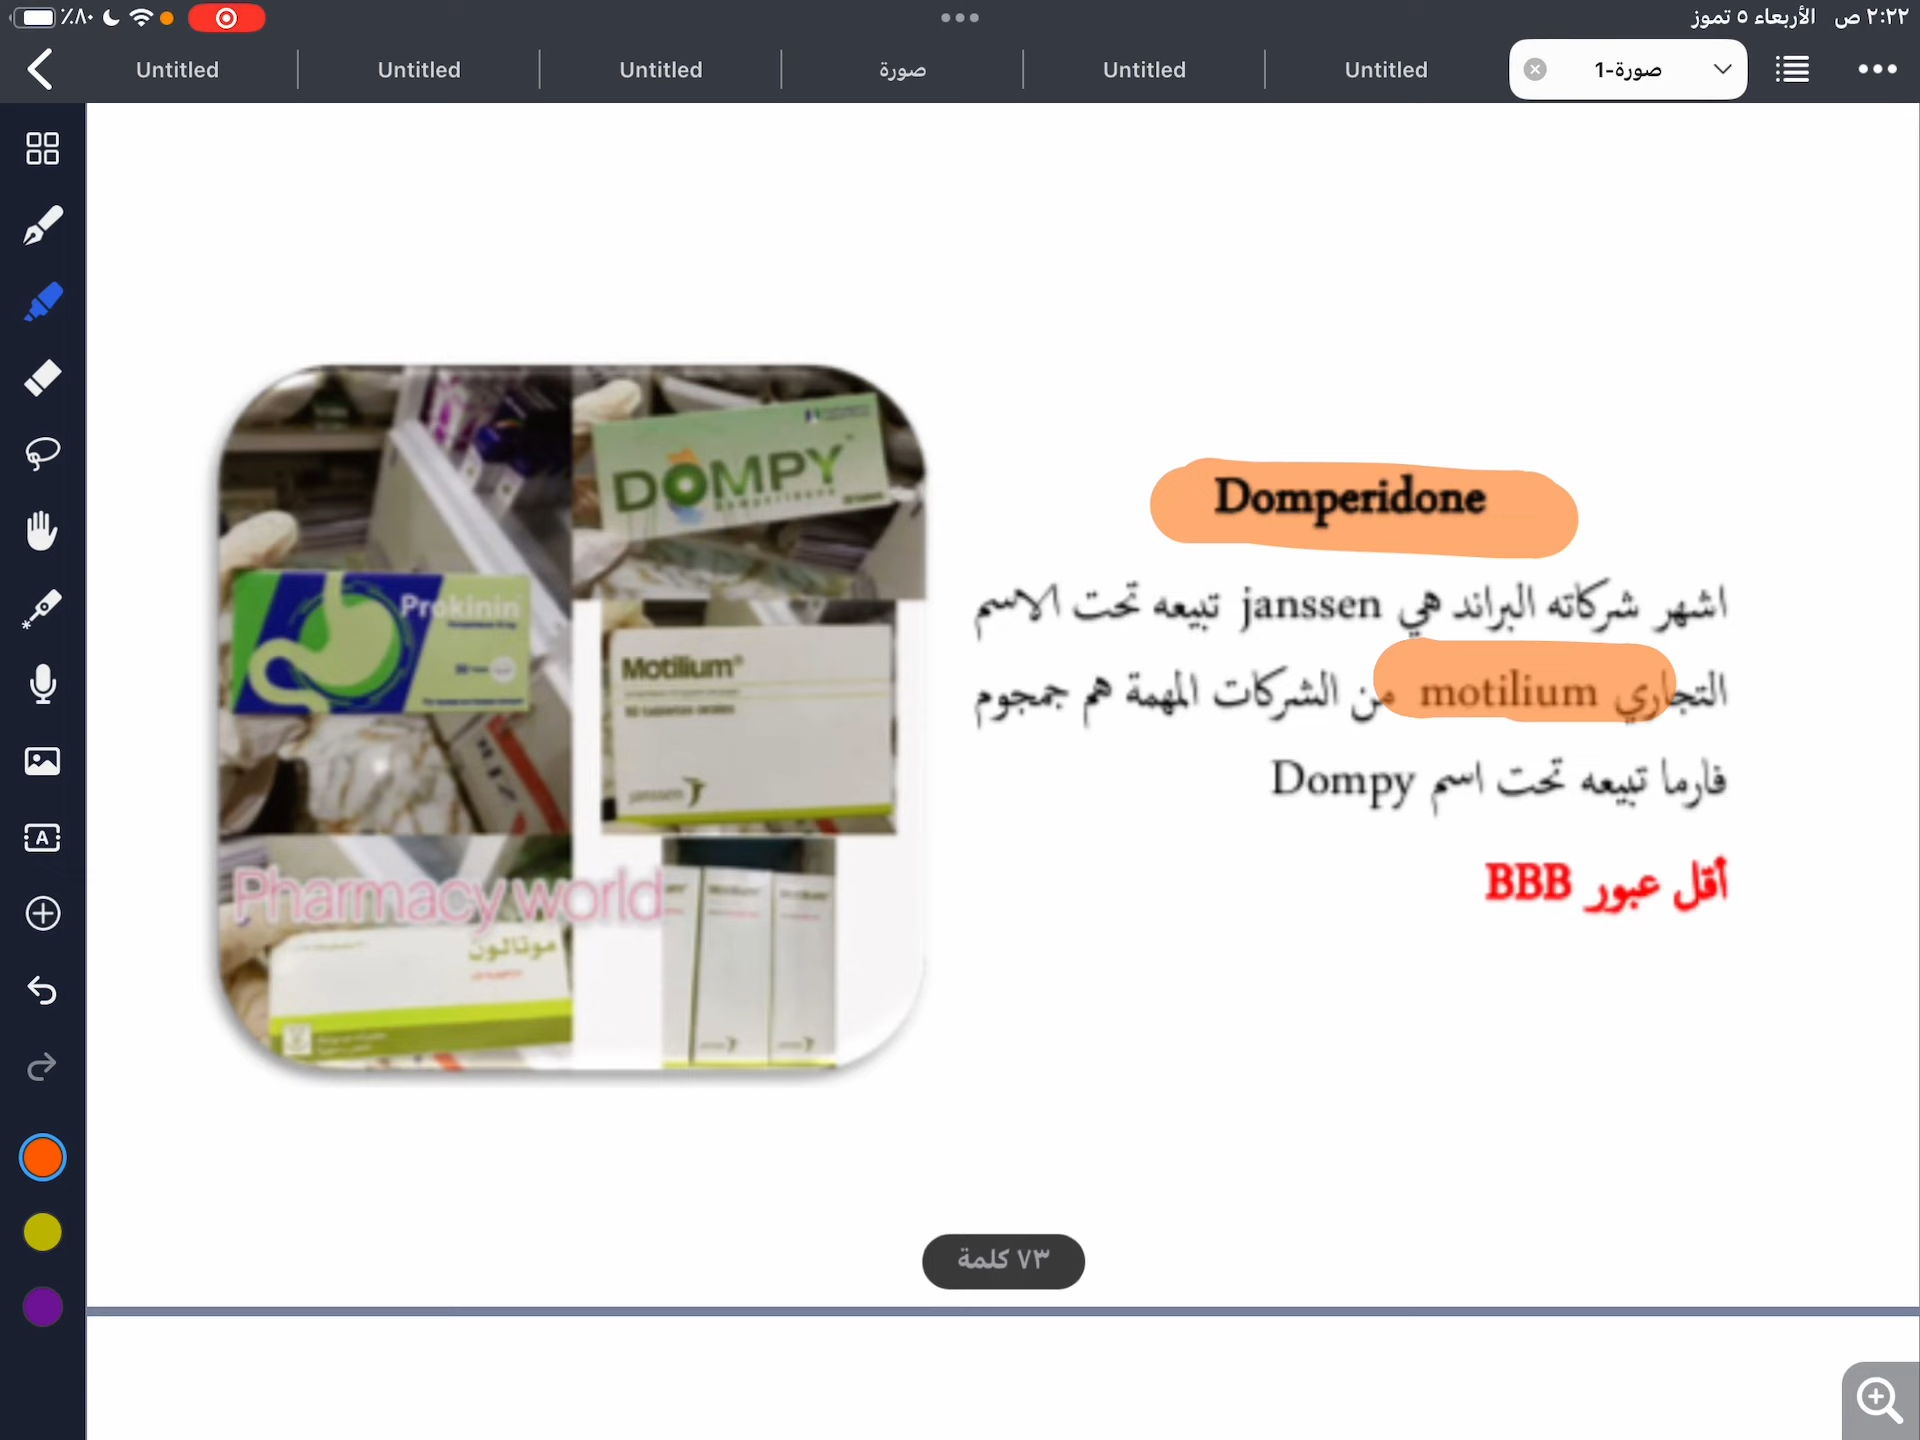 ٪٨٠
الأربعاء ٥ تموز ٢:٢٢ ص
Untitled
Untitled
Untitled
صورة
Untitled
Untitled
صورة-1
Domperidone
اشهر شركاته البراند هي janssen تبيعه تحت الاسم
التجاري motilium من الشركات المهمة هم جمجوم
فارما تبيعه تحت اسم Dompy
أقل عبور BBB
DOMPY
Prokinin
Motilium®
janssen
Pharmacy world
٧٣ كلمة
A